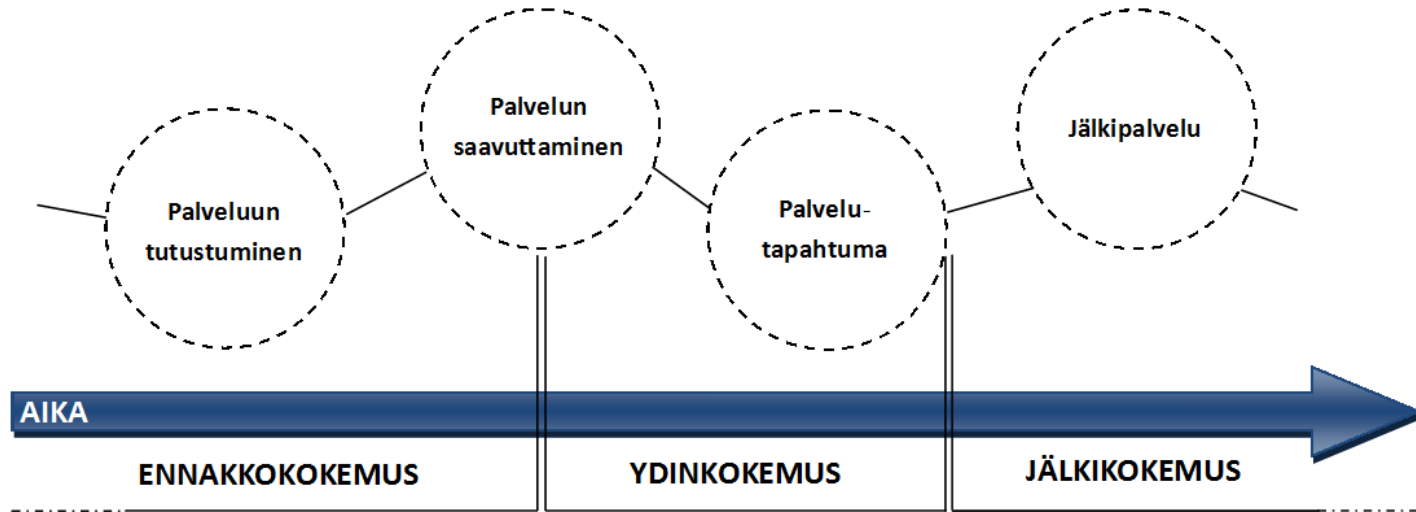 Palveluun
tutustuminen
Palvelun
saavuttaminen
Palvelu-
tapahtuma
Jälkipalvelu
AIKA
ENNAKKOKOKEMUS
YDINKOKEMUS
JÄLKIKOKEMUS